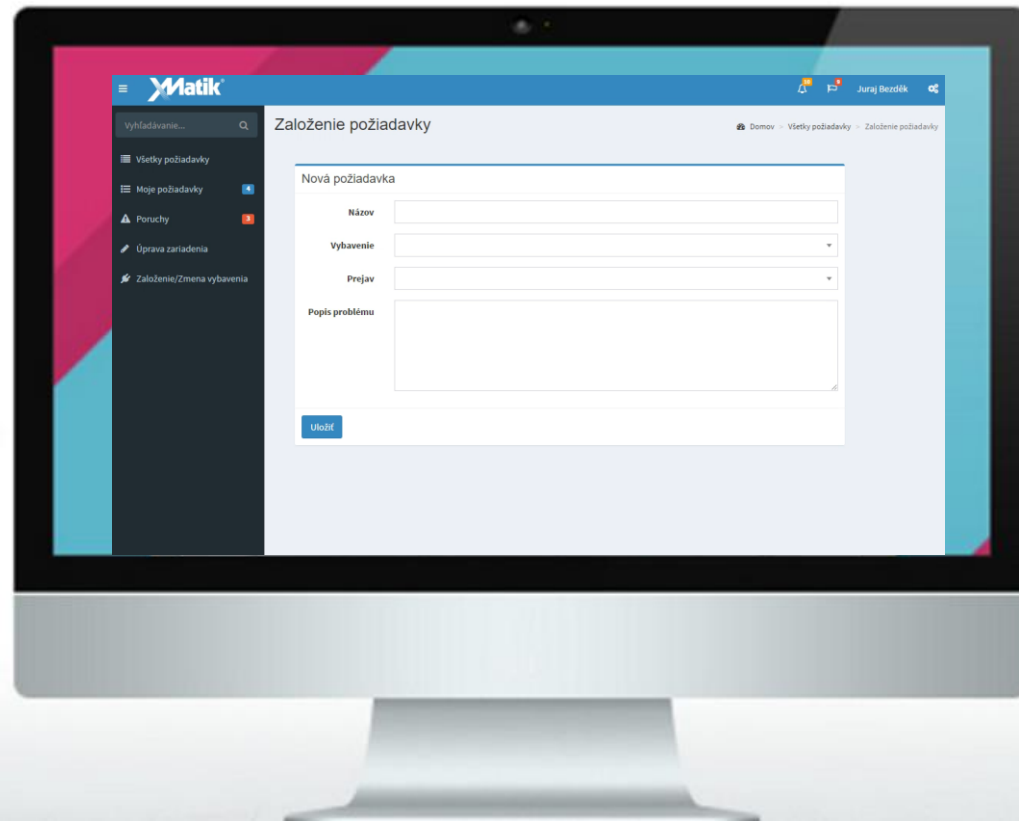 XMatik®
Juraj Bezděk
Vyhľadávanie...
Založenie požiadavky
Domov > Všetky požiadavky > Založenie požiadavky
Všetky požiadavky
Moje požiadavky 4
Poruchy 3
Úprava zariadenia
Založenie/Zmena vybavenia
Nová požiadavka
Názov
Vybavenie
Prejav
Popis problému
Uložiť